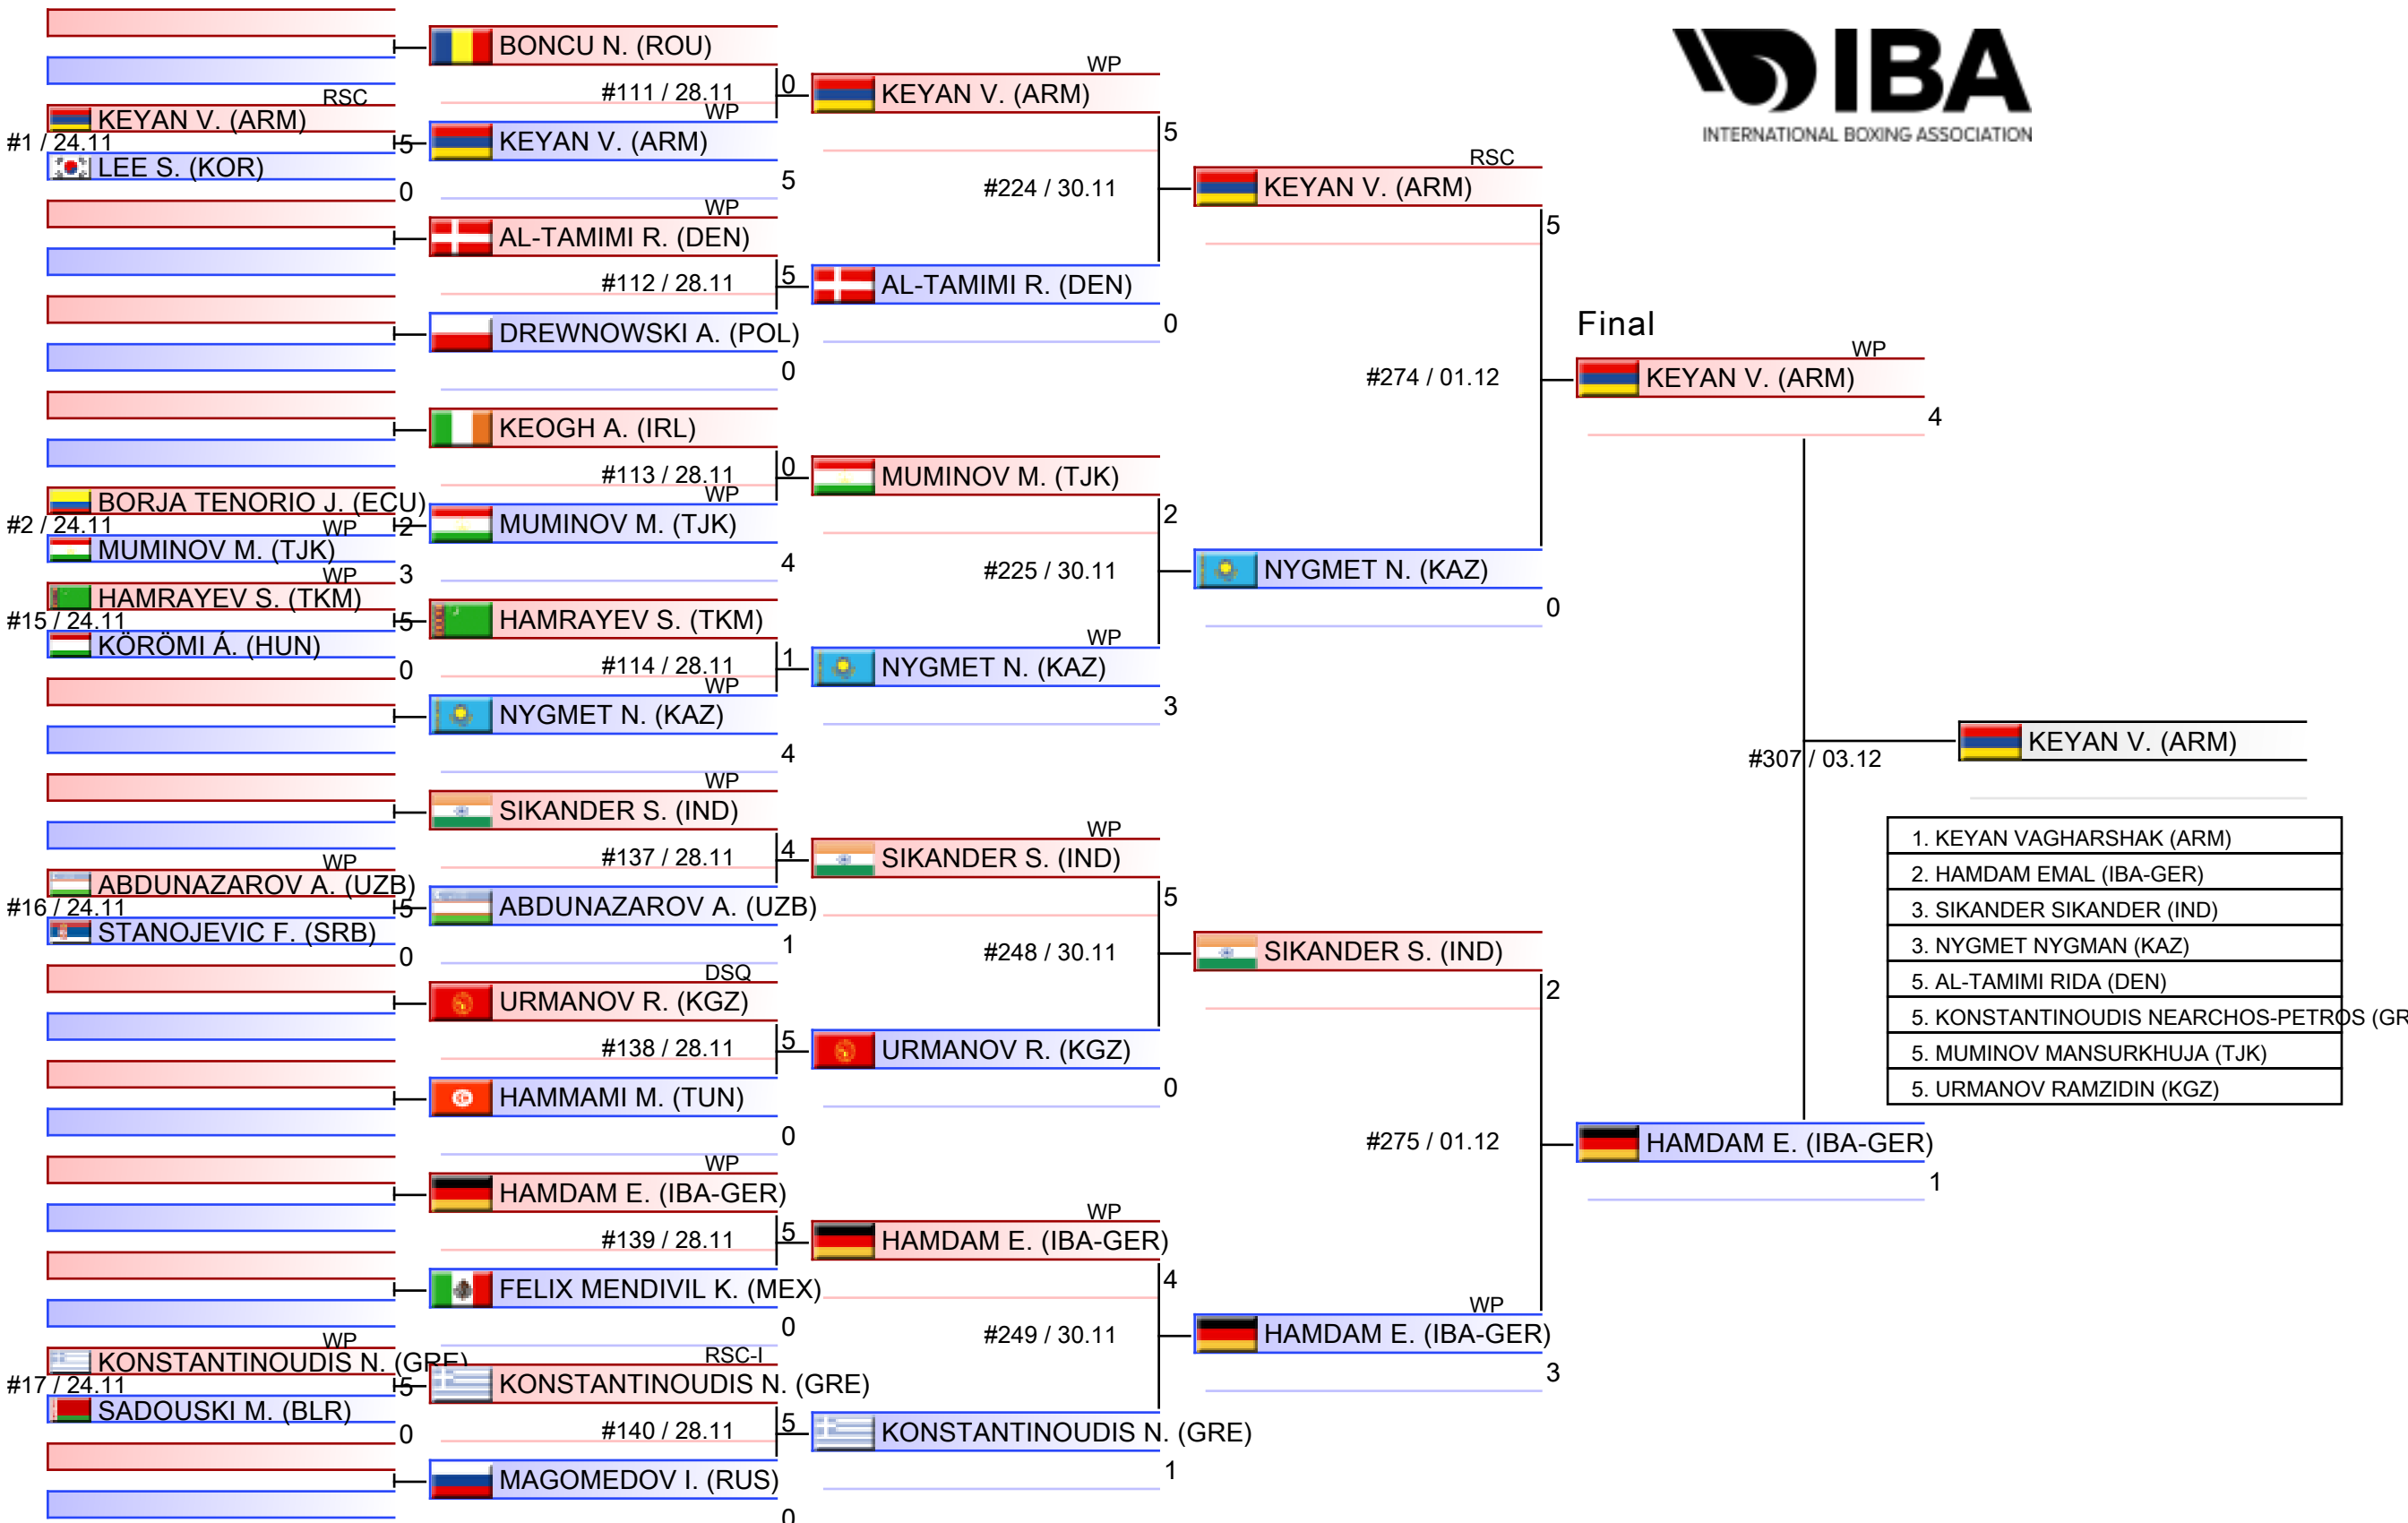 IBA
INTERNATIONAL BOXING ASSOCIATION
RSC
KEYAN V. (ARM)
5
#1 / 24.11
LEE S. (KOR)
0
BORJA TENORIO J. (ECU)
2
#2 / 24.11
WP
MUMINOV M. (TJK)
3
WP
HAMRAYEV S. (TKM)
5
#15 / 24.11
KÖRÖMI Á. (HUN)
0
WP
ABDUNAZAROV A. (UZB)
5
#16 / 24.11
STANOJEVIC F. (SRB)
0
WP
KONSTANTINOUDIS N. (GRE)
5
#17 / 24.11
SADOUSKI M. (BLR)
0
BONCU N. (ROU)
0
#111 / 28.11
WP
KEYAN V. (ARM)
5
WP
AL-TAMIMI R. (DEN)
5
#112 / 28.11
DREWNOWSKI A. (POL)
0
KEOGH A. (IRL)
0
#113 / 28.11
WP
MUMINOV M. (TJK)
4
HAMRAYEV S. (TKM)
1
#114 / 28.11
WP
NYGMET N. (KAZ)
4
WP
SIKANDER S. (IND)
4
#137 / 28.11
ABDUNAZAROV A. (UZB)
1
DSQ
URMANOV R. (KGZ)
5
#138 / 28.11
HAMMAMI M. (TUN)
0
WP
HAMDAM E. (IBA-GER)
5
#139 / 28.11
FELIX MENDIVIL K. (MEX)
0
RSC-I
KONSTANTINOUDIS N. (GRE)
5
#140 / 28.11
MAGOMEDOV I. (RUS)
0
WP
KEYAN V. (ARM)
5
#224 / 30.11
AL-TAMIMI R. (DEN)
0
MUMINOV M. (TJK)
2
#225 / 30.11
WP
NYGMET N. (KAZ)
3
WP
SIKANDER S. (IND)
5
#248 / 30.11
URMANOV R. (KGZ)
0
WP
HAMDAM E. (IBA-GER)
4
#249 / 30.11
KONSTANTINOUDIS N. (GRE)
1
RSC
KEYAN V. (ARM)
5
#274 / 01.12
NYGMET N. (KAZ)
0
SIKANDER S. (IND)
2
#275 / 01.12
WP
HAMDAM E. (IBA-GER)
3
Final
WP
KEYAN V. (ARM)
4
#307 / 03.12
HAMDAM E. (IBA-GER)
1
KEYAN V. (ARM)
1. KEYAN VAGHARSHAK (ARM)
2. HAMDAM EMAL (IBA-GER)
3. SIKANDER SIKANDER (IND)
3. NYGMET NYGMAN (KAZ)
5. AL-TAMIMI RIDA (DEN)
5. KONSTANTINOUDIS NEARCHOS-PETROS (GR
5. MUMINOV MANSURKHUJA (TJK)
5. URMANOV RAMZIDIN (KGZ)